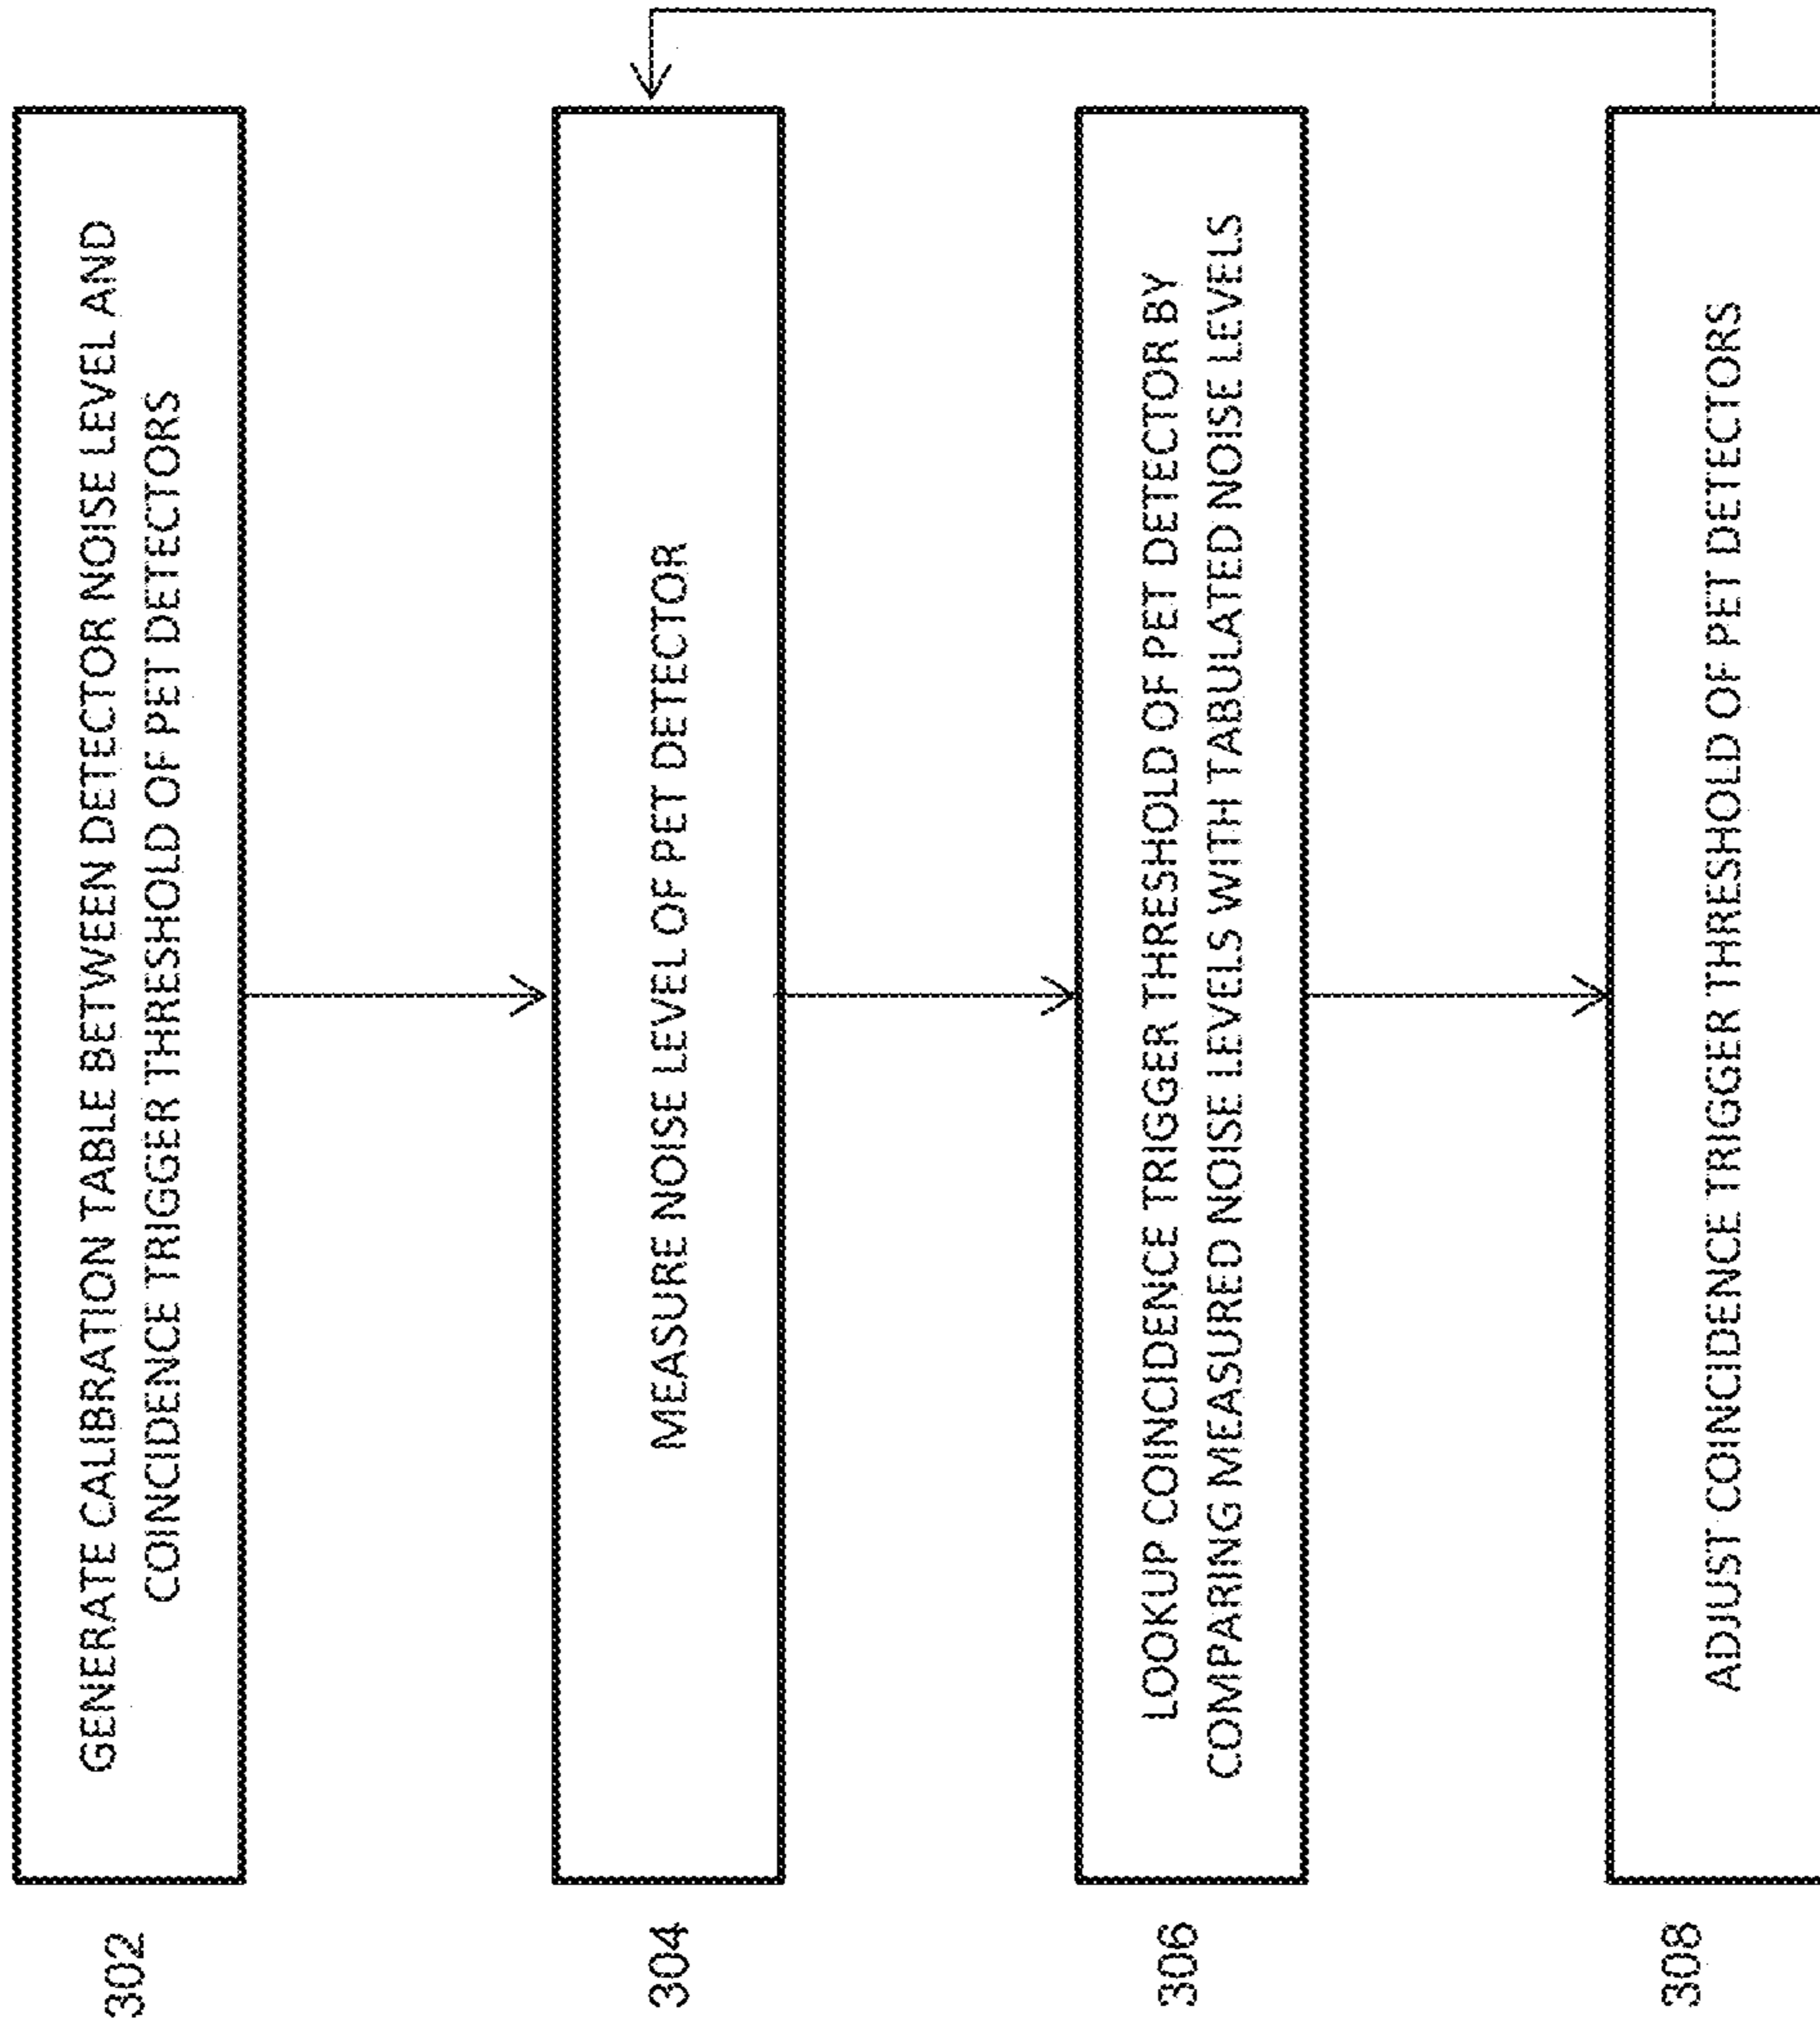 302
GENERATE CALIBRATION TABLE BETWEEN DETECTOR NOISE LEVEL AND
COINCIDENCE TRIGGER THRESHOLD OF PET DETECTORS
304
MEASURE NOISE LEVEL OF PET DETECTOR
306
LOOKUP COINCIDENCE TRIGGER THRESHOLD OF PET DETECTOR BY
COMPARING MEASURED NOISE LEVELS WITH TABULATED NOISE LEVELS
308
ADJUST COINCIDENCE TRIGGER THRESHOLD OF PET DETECTORS